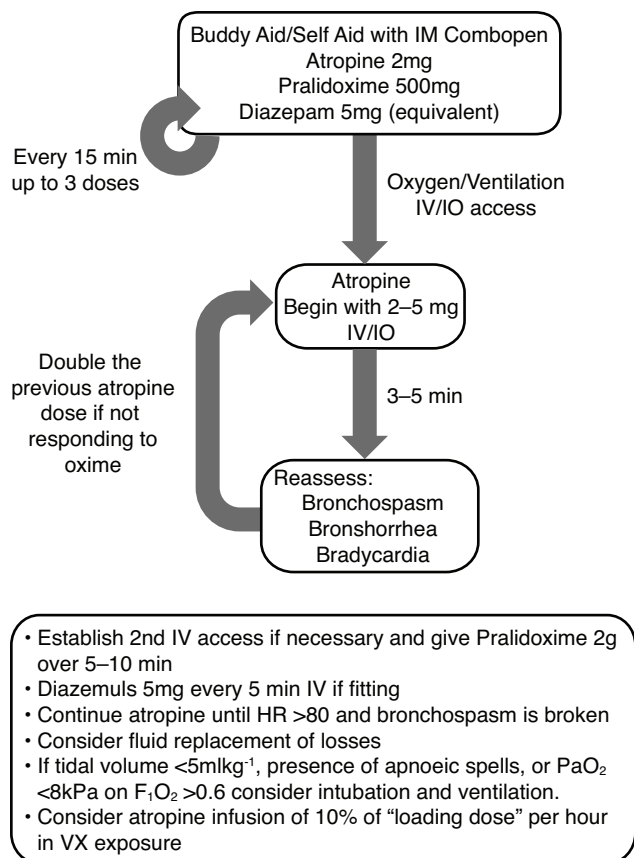 Buddy Aid/Self Aid with IM Combopen
Atropine 2mg
Pralidoxime 500mg
Diazepam 5mg (equivalent)
Every 15 min
up to 3 doses
Oxygen/Ventilation
IV/IO access
Atropine
Begin with 2–5 mg
IV/IO
Double the
previous atropine
dose if not
responding to
oxime
3–5 min
Reassess:
Bronchospasm
Bronshorrhea
Bradycardia
• Establish 2nd IV access if necessary and give Pralidoxime 2g
over 5–10 min
• Diazemuls 5mg every 5 min IV if fitting
• Continue atropine until HR >80 and bronchospasm is broken
• Consider fluid replacement of losses
• If tidal volume <5mlkg⁻¹, presence of apnoeic spells, or PaO₂
<8kPa on F₁O₂ >0.6 consider intubation and ventilation.
• Consider atropine infusion of 10% of “loading dose” per hour
in VX exposure